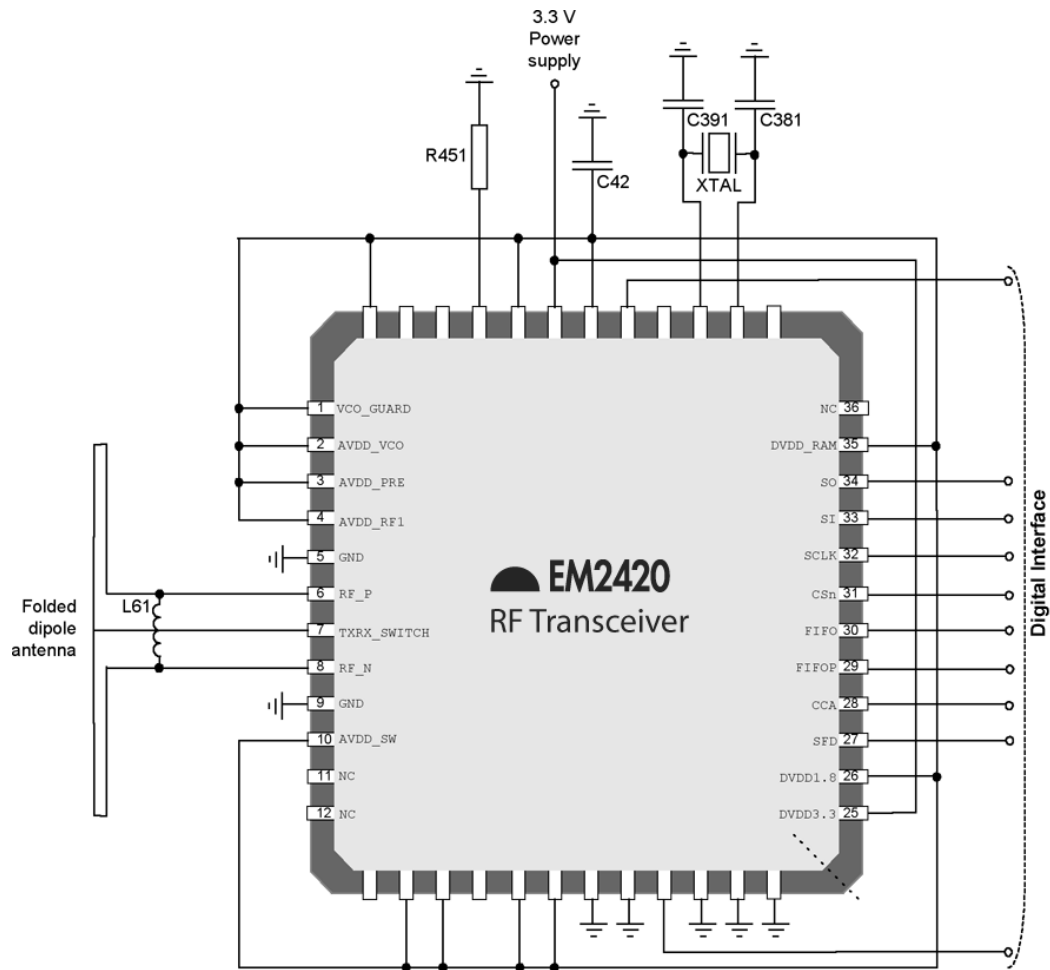 3.3 V
Power
supply
C391
C381
R451
C42
XTAL
1 VCO_GUARD
2 AVDD_VCO
3 AVDD_PRE
4 AVDD_RF1
5 GND
6 RF_P
7 TXRX_SWITCH
8 RF_N
9 GND
10 AVDD_SW
11 NC
12 NC
L61
Folded
dipole
antenna
EM2420
RF Transceiver
NC 36
DVDD_RAM 35
SO 34
SI 33
SCLK 32
CSn 31
FIFO 30
FIFOP 29
CCA 28
SFD 27
DVDD1.8 26
DVDD3.3 25
Digital Interface